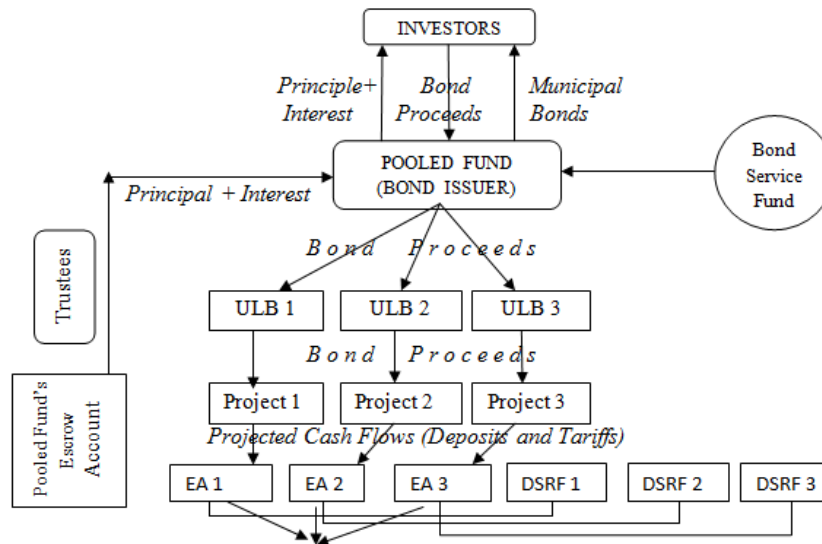 INVESTORS
Principle+
Interest
Bond
Proceeds
Municipal
Bonds
POOLED FUND
(BOND ISSUER)
Bond
Service
Fund
Principal + Interest
Bond Proceeds
Trustees
ULB 1
ULB 2
ULB 3
Bond Proceeds
Pooled Fund's
Escrow
Account
Project 1
Project 2
Project 3
Projected Cash Flows (Deposits and Tariffs)
EA 1
EA 2
EA 3
DSRF 1
DSRF 2
DSRF 3